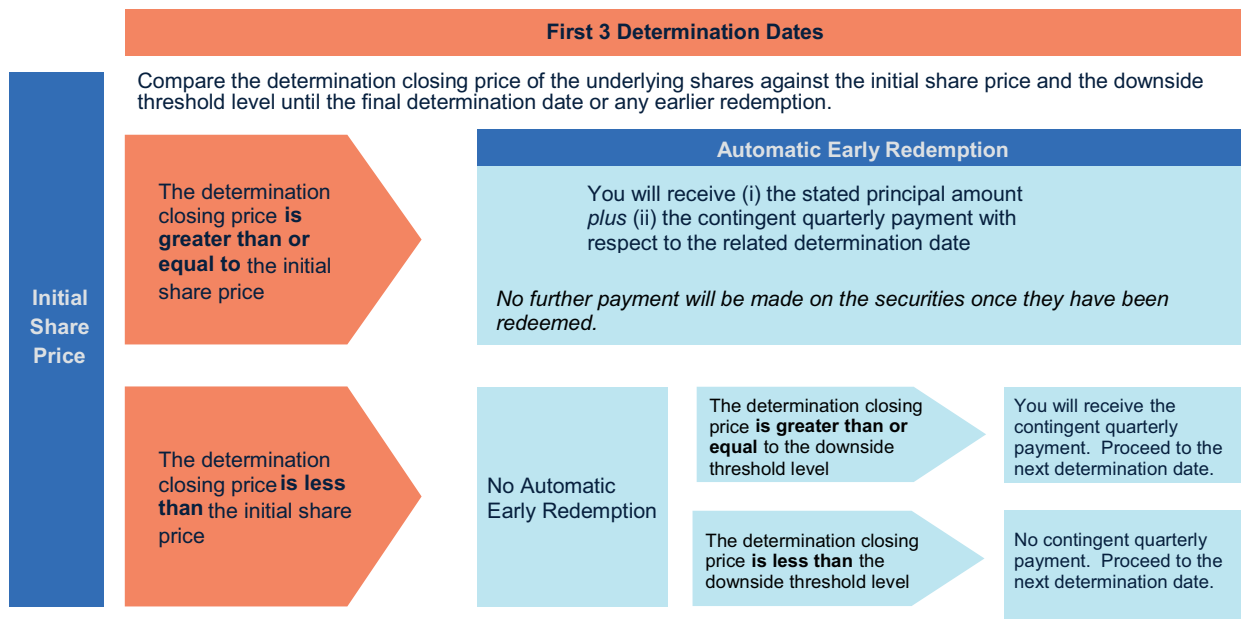 First 3 Determination Dates
Compare the determination closing price of the underlying shares against the initial share price and the downside
threshold level until the final determination date or any earlier redemption.
Initial
Share
Price
The determination
closing price is
greater than or
equal to the initial
share price
Automatic Early Redemption
You will receive (i) the stated principal amount
plus (ii) the contingent quarterly payment with
respect to the related determination date
No further payment will be made on the securities once they have been
redeemed.
The determination
closing price is less
than the initial share
price
No Automatic
Early Redemption
The determination closing
price is greater than or
equal to the downside
threshold level
You will receive the
contingent quarterly
payment. Proceed to the
next determination date.
The determination closing
price is less than the
downside threshold level
No contingent quarterly
payment. Proceed to the
next determination date.